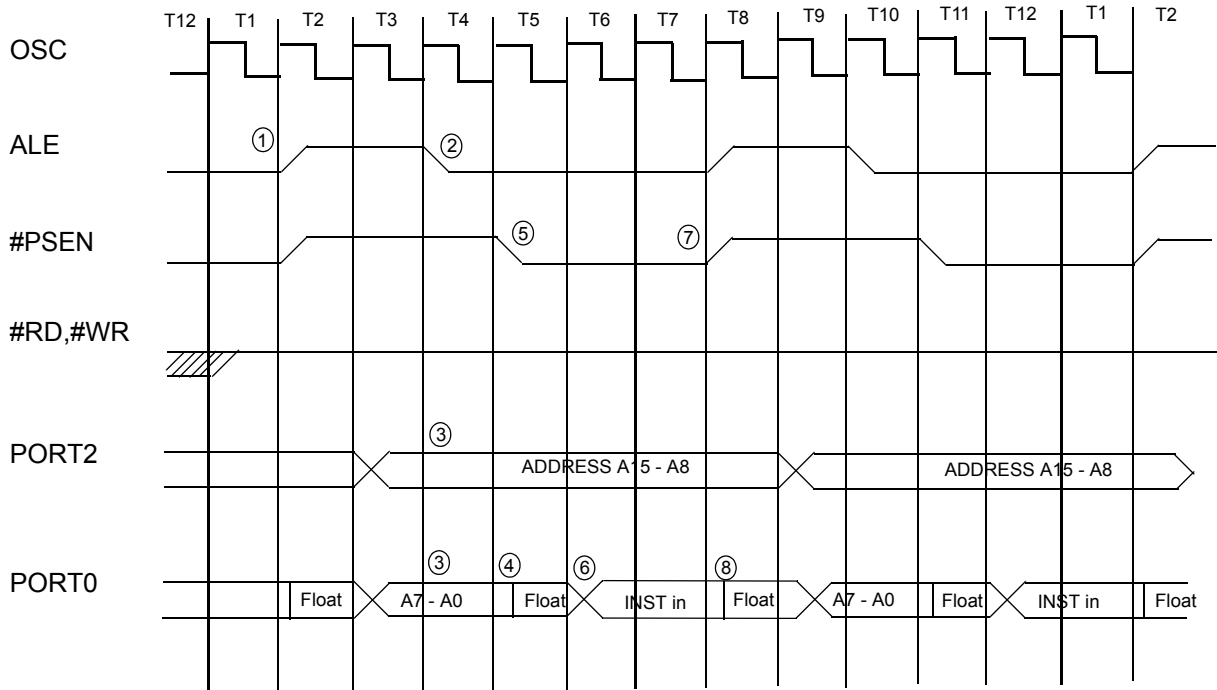 T12 T1 T2 T3 T4 T5 T6 T7 T8 T9 T10 T11 T12 T1 T2
OSC
ALE ① ②
#PSEN ⑤ ⑦
#RD,#WR
③
PORT2 ADDRESS A15 - A8 ADDRESS A15 - A8
③ ④ ⑥ ⑧
PORT0 Float A7 - A0 Float INST in Float A7 - A0 Float INST in Float